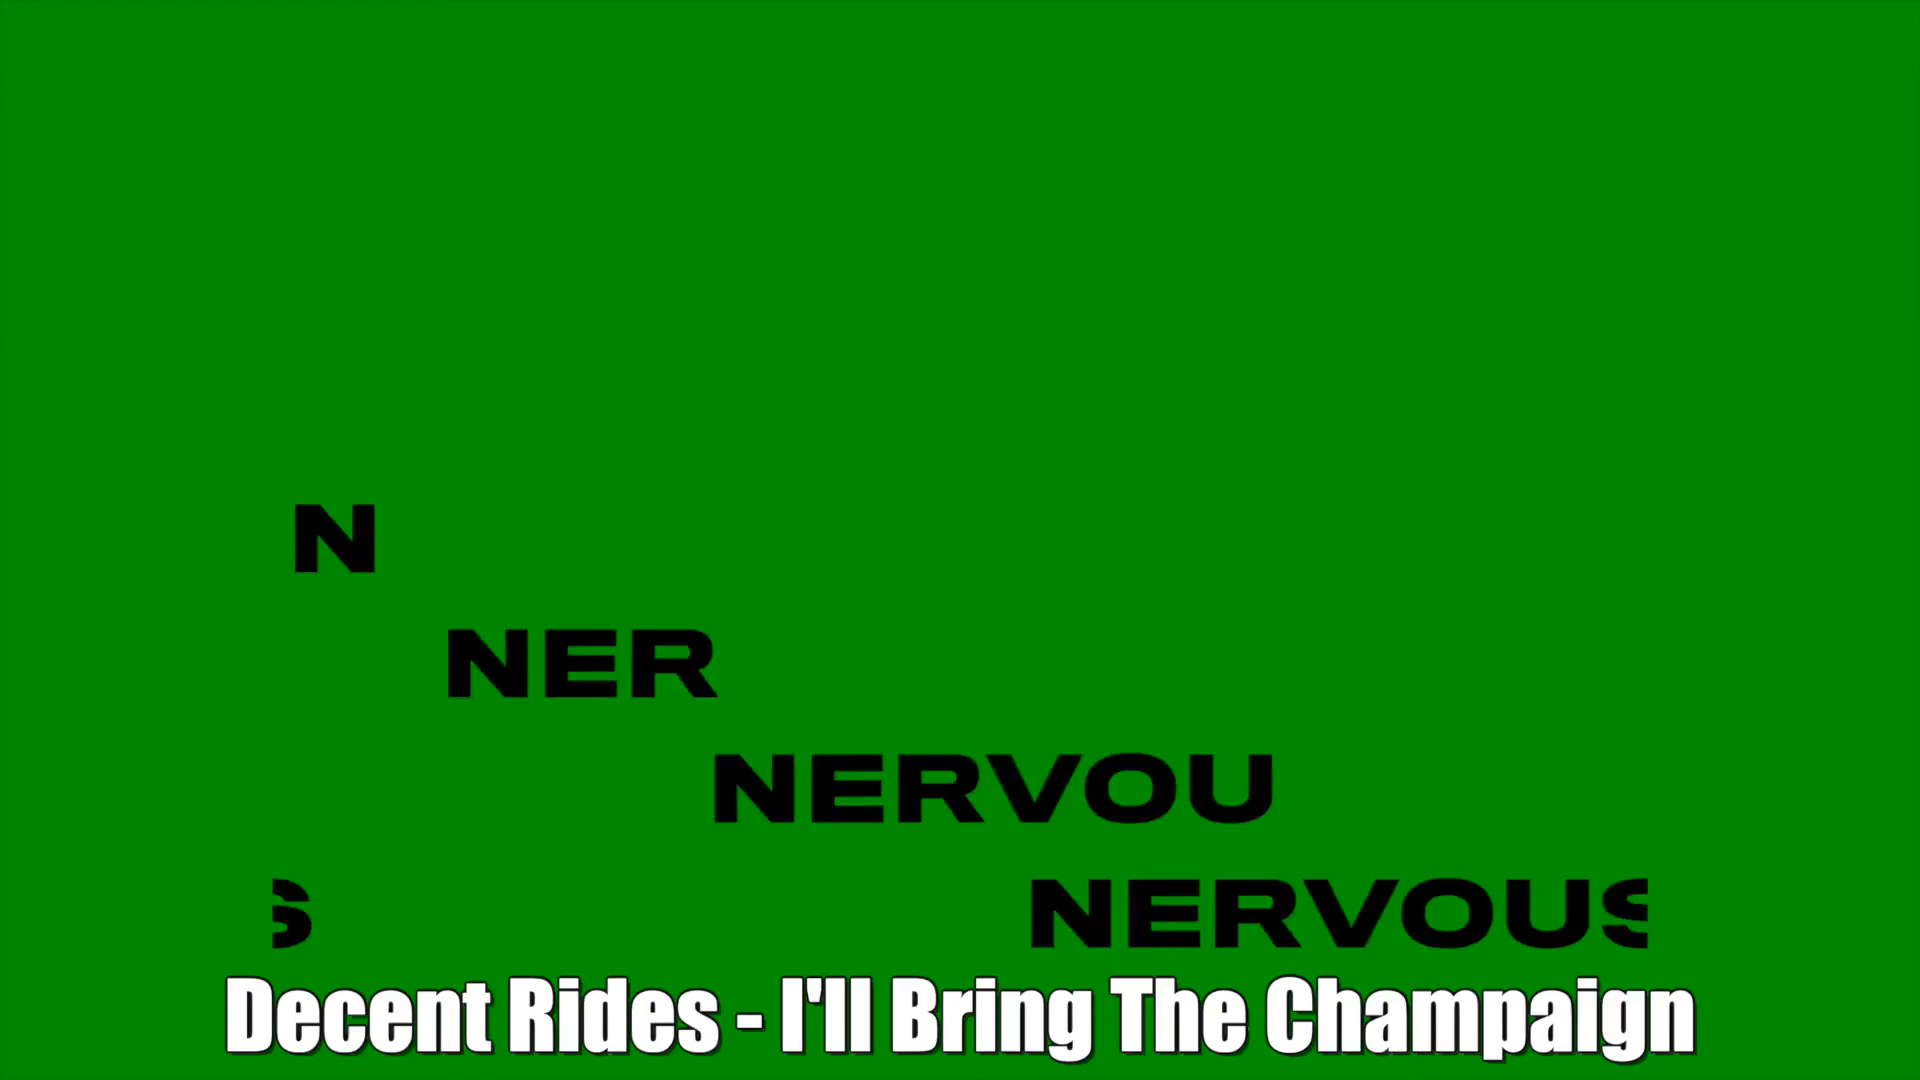 N
NER
NERVOU
S NERVOUS
Decent Rides - I'll Bring The Champaign